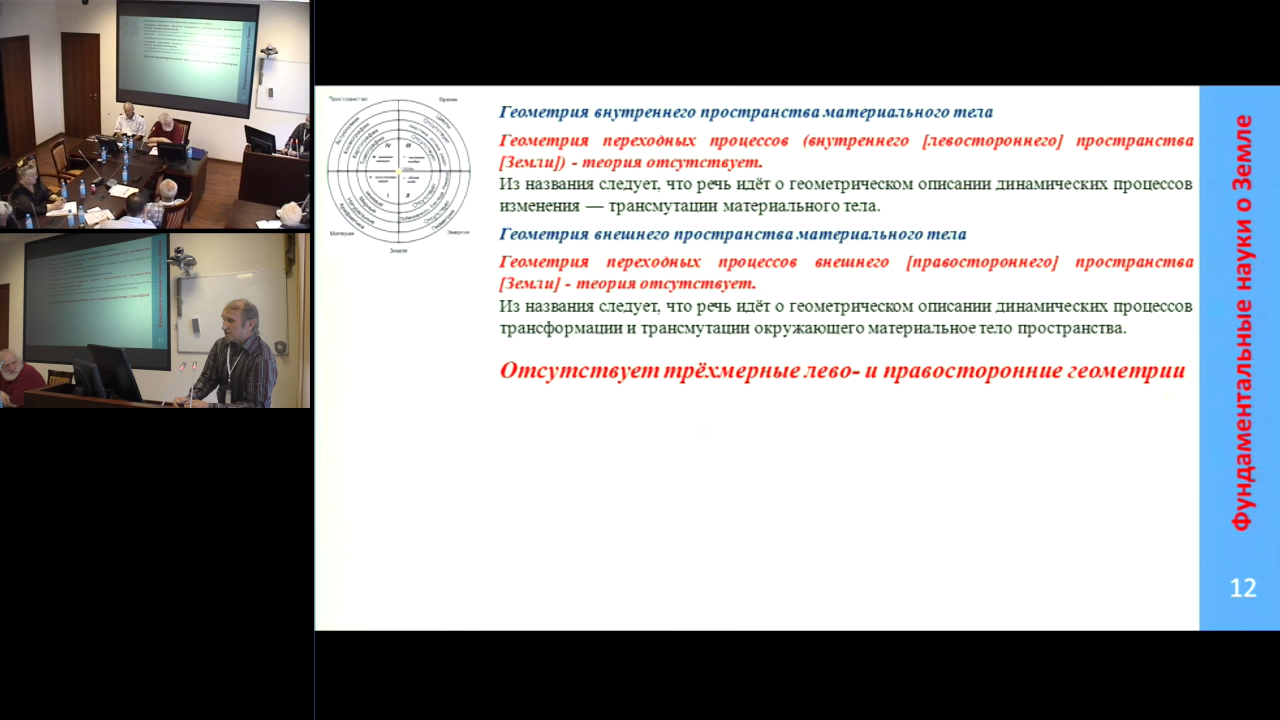 Пространство
Время
Материя
Энергия
Земля
IV
III
I
II
Геометрия внутреннего пространства материального тела
Геометрия переходных процессов (внутреннего [левостороннего] пространства
[Земли]) - теория отсутствует.
Из названия следует, что речь идёт о геометрическом описании динамических процессов
изменения — трансмутации материального тела.
Геометрия внешнего пространства материального тела
Геометрия переходных процессов внешнего [правостороннего] пространства
[Земли] - теория отсутствует.
Из названия следует, что речь идёт о геометрическом описании динамических процессов
трансформации и трансмутации окружающего материальное тело пространства.
Отсутствует трёхмерные лево- и правосторонние геометрии
Фундаментальные науки о Земле
12